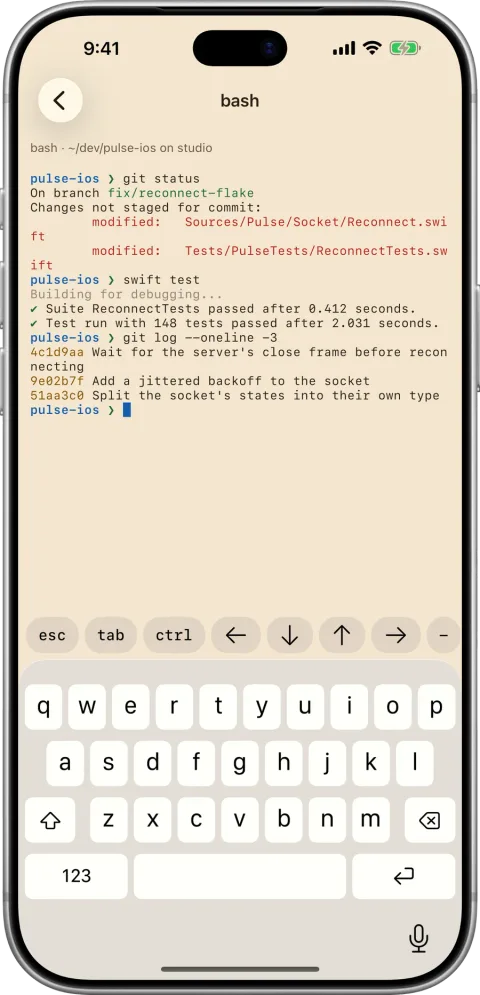 9:41
bash
bash · ~/dev/pulse-ios on studio
pulse-ios ❯ git status
On branch fix/reconnect-flake
Changes not staged for commit:
        modified:   Sources/Pulse/Socket/Reconnect.swi
ft
        modified:   Tests/PulseTests/ReconnectTests.sw
ift
pulse-ios ❯ swift test
Building for debugging...
✔ Suite ReconnectTests passed after 0.412 seconds.
✔ Test run with 148 tests passed after 2.031 seconds.
pulse-ios ❯ git log --oneline -3
4c1d9aa Wait for the server's close frame before recon
necting
9e02b7f Add a jittered backoff to the socket
51aa3c0 Split the socket's states into their own type
pulse-ios ❯
esc tab ctrl ← ↓ ↑ → –
q w e r t y u i o p
a s d f g h j k l
z x c v b n m
123